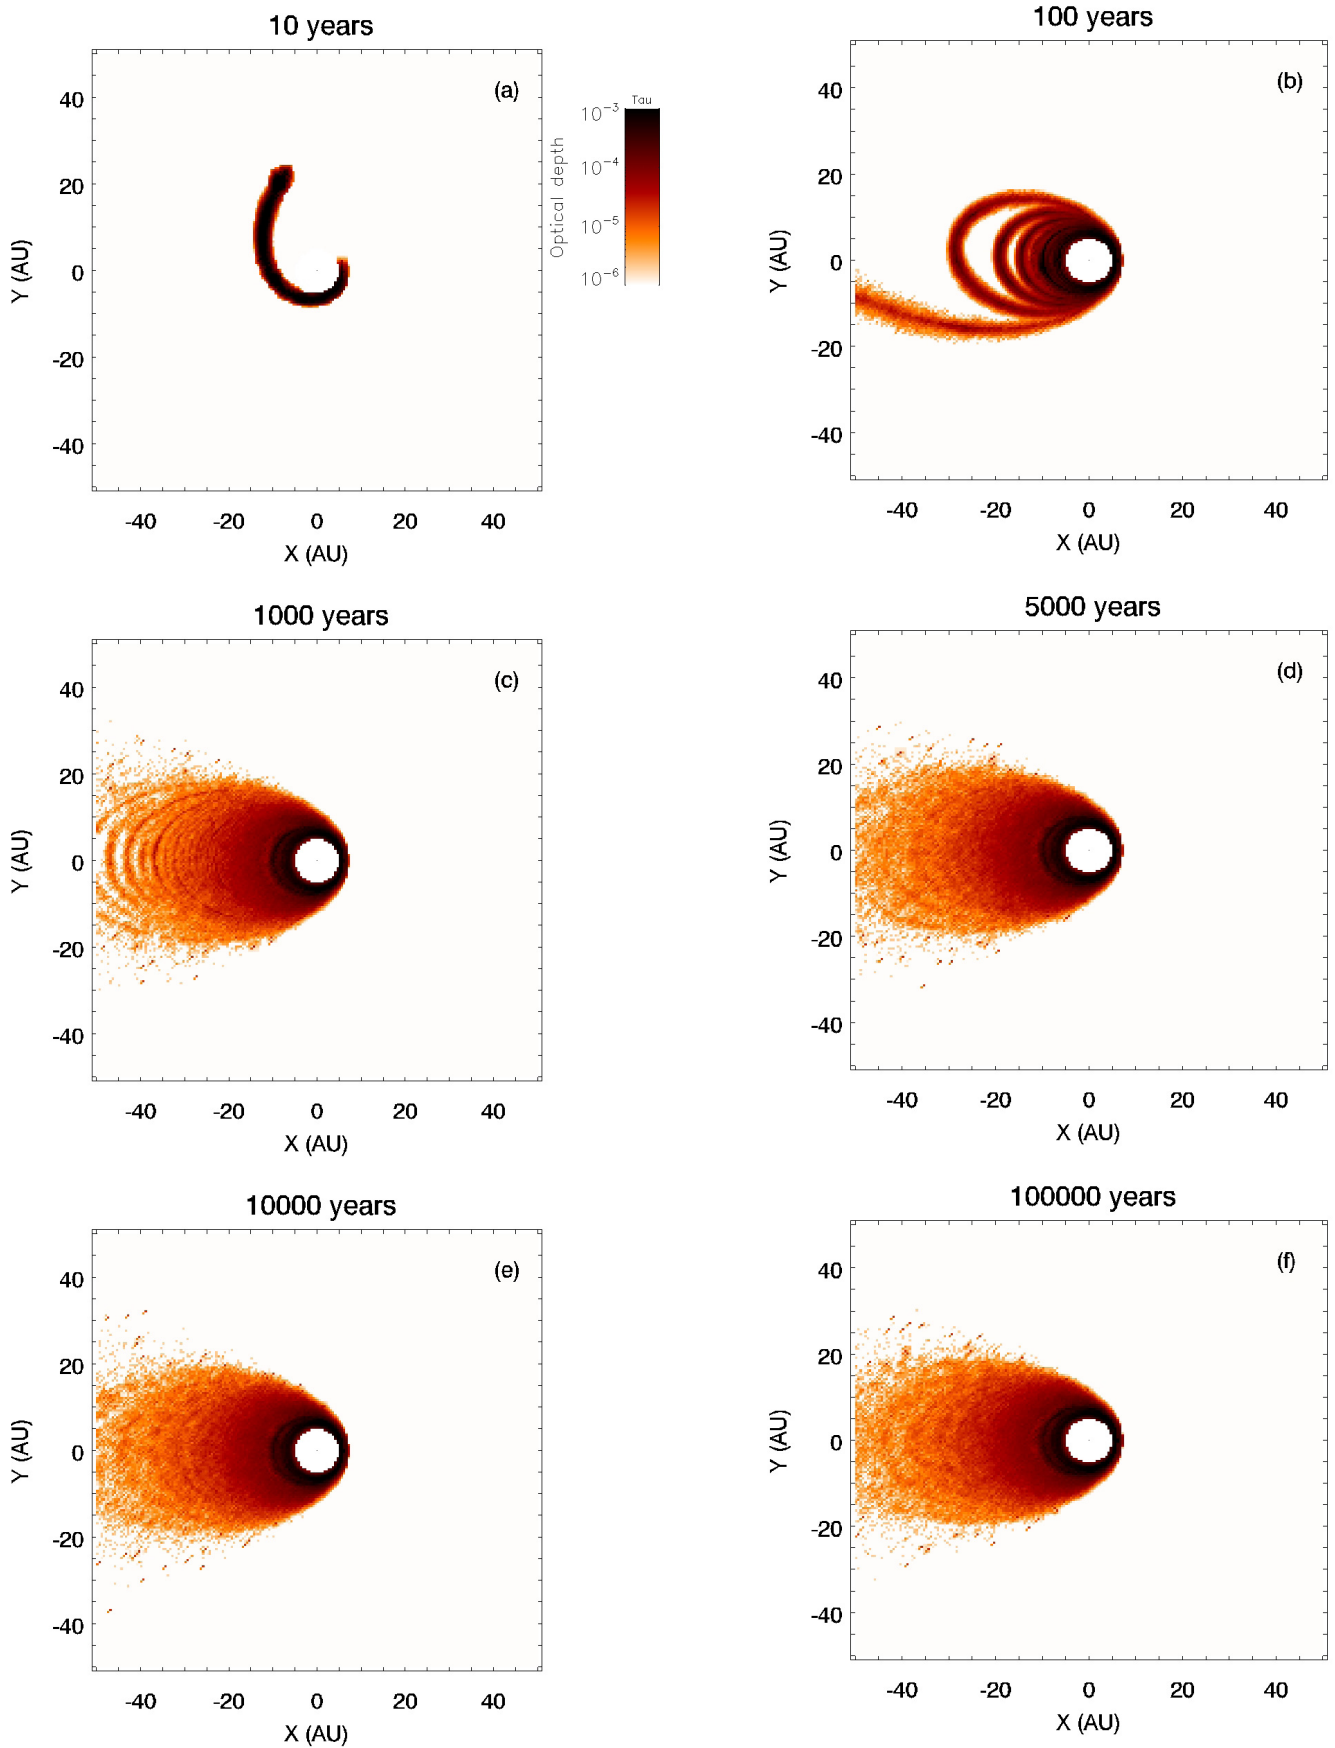 10 years
(a)
40
20
0
-20
-40
Y (AU)
-40 -20 0 20 40
X (AU)
Tau
10⁻³
10⁻⁴
10⁻⁵
10⁻⁶
Optical depth
100 years
(b)
40
20
0
-20
-40
Y (AU)
-40 -20 0 20 40
X (AU)
1000 years
(c)
40
20
0
-20
-40
Y (AU)
-40 -20 0 20 40
X (AU)
5000 years
(d)
40
20
0
-20
-40
Y (AU)
-40 -20 0 20 40
X (AU)
10000 years
(e)
40
20
0
-20
-40
Y (AU)
-40 -20 0 20 40
X (AU)
100000 years
(f)
40
20
0
-20
-40
Y (AU)
-40 -20 0 20 40
X (AU)